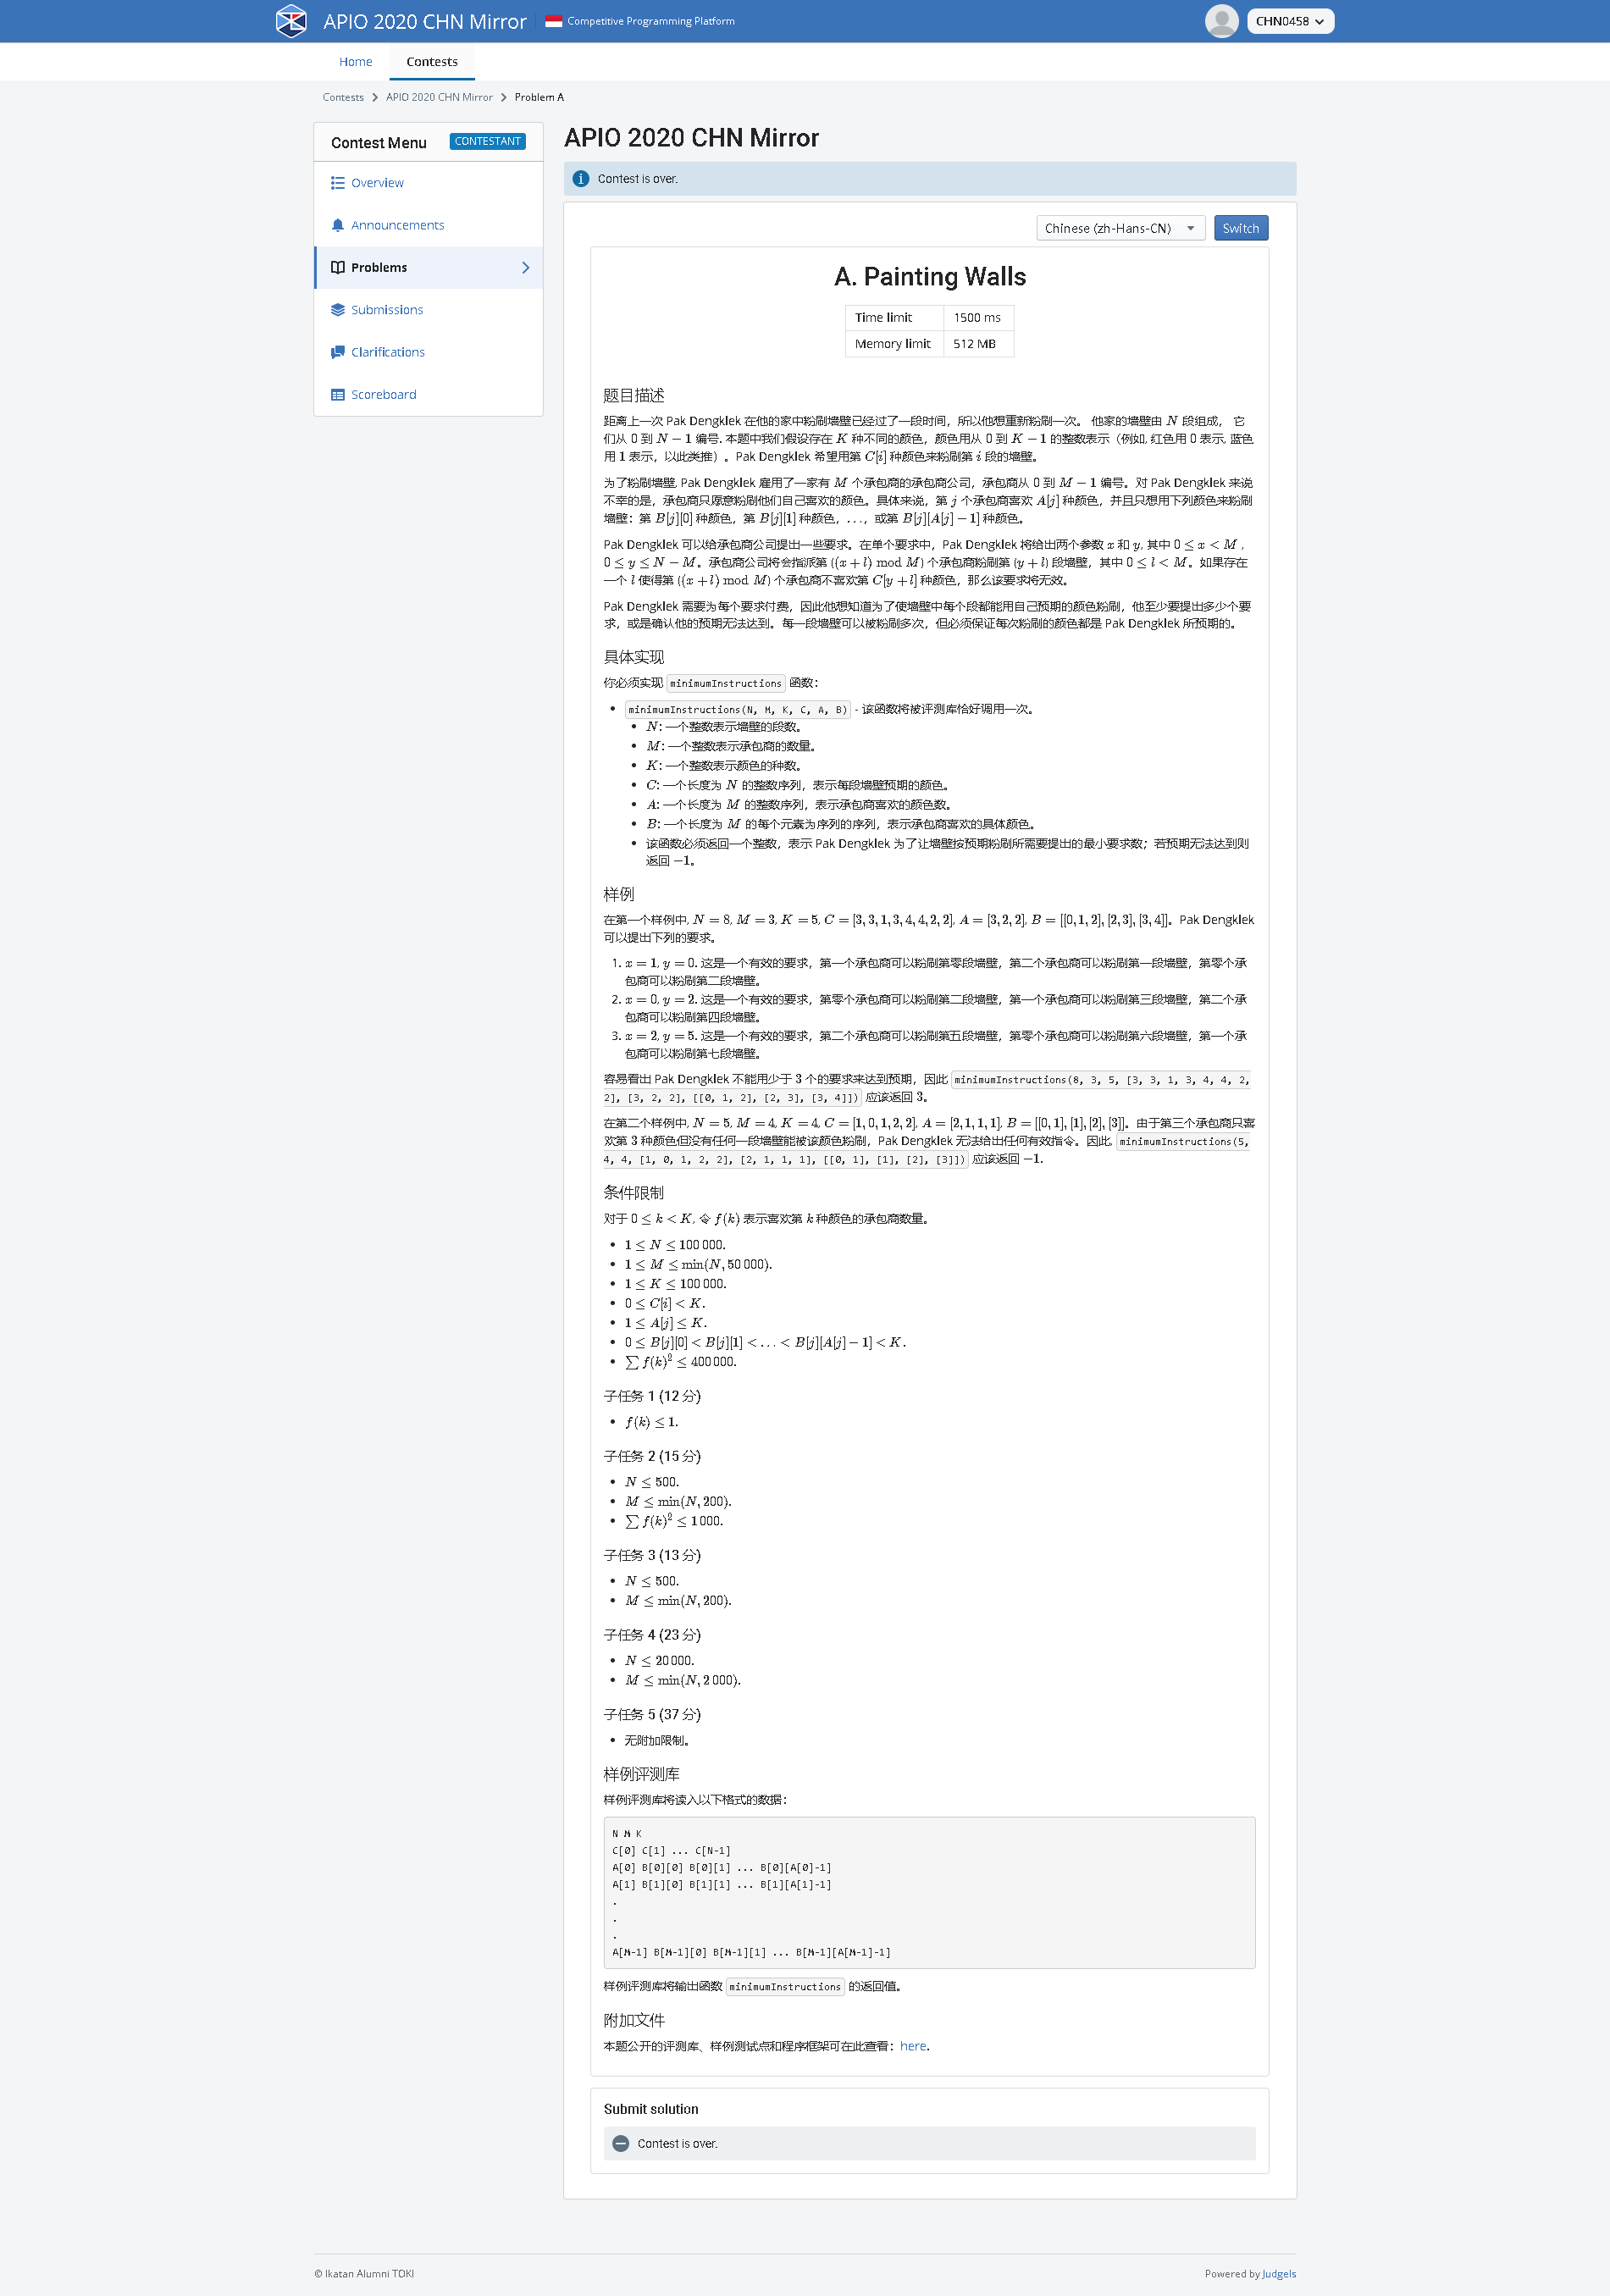 APIO 2020 CHN Mirror
Competitive Programming Platform
CHN0458
Home
Contests
Contests
APIO 2020 CHN Mirror
Problem A
Contest Menu
CONTESTANT
Overview
Announcements
Problems
Submissions
Clarifications
Scoreboard
APIO 2020 CHN Mirror
Contest is over.
Chinese (zh-Hans-CN)
Switch
A. Painting Walls
Time limit 1500 ms
Memory limit 512 MB
题目描述
距离上一次 Pak Dengklek 在他的家中粉刷墙壁已经过了一段时间，所以他想重新粉刷一次。 他家的墙壁由 N 段组成， 它
们从 0 到 N − 1 编号. 本题中我们假设存在 K 种不同的颜色，颜色用从 0 到 K − 1 的整数表示（例如, 红色用 0 表示, 蓝色
用 1 表示，以此类推）。Pak Dengklek 希望用第 C[i] 种颜色来粉刷第 i 段的墙壁。
为了粉刷墙壁, Pak Dengklek 雇用了一家有 M 个承包商的承包商公司，承包商从 0 到 M − 1 编号。对 Pak Dengklek 来说
不幸的是，承包商只愿意粉刷他们自己喜欢的颜色。具体来说，第 j 个承包商喜欢 A[j] 种颜色，并且只想用下列颜色来粉刷
墙壁：第 B[j][0] 种颜色，第 B[j][1] 种颜色，…，或第 B[j][A[j] − 1] 种颜色。
Pak Dengklek 可以给承包商公司提出一些要求。在单个要求中，Pak Dengklek 将给出两个参数 x 和 y, 其中 0 ≤ x < M ,
0 ≤ y ≤ N − M。承包商公司将会指派第 ((x + l) mod M) 个承包商粉刷第 (y + l) 段墙壁，其中 0 ≤ l < M。如果存在
一个 l 使得第 ((x + l) mod M) 个承包商不喜欢第 C[y + l] 种颜色，那么该要求将无效。
Pak Dengklek 需要为每个要求付费，因此他想知道为了使墙壁中每个段都能用自己预期的颜色粉刷，他至少要提出多少个要
求，或是确认他的预期无法达到。每一段墙壁可以被粉刷多次，但必须保证每次粉刷的颜色都是 Pak Dengklek 所预期的。
具体实现
你必须实现 minimumInstructions 函数：
• minimumInstructions(N, M, K, C, A, B) - 该函数将被评测库恰好调用一次。
• N: 一个整数表示墙壁的段数。
• M: 一个整数表示承包商的数量。
• K: 一个整数表示颜色的种数。
• C: 一个长度为 N 的整数序列，表示每段墙壁预期的颜色。
• A: 一个长度为 M 的整数序列，表示承包商喜欢的颜色数。
• B: 一个长度为 M 的每个元素为序列的序列，表示承包商喜欢的具体颜色。
• 该函数必须返回一个整数，表示 Pak Dengklek 为了让墙壁按预期粉刷所需要提出的最小要求数；若预期无法达到则
返回 −1。
样例
在第一个样例中, N = 8, M = 3, K = 5, C = [3, 3, 1, 3, 4, 4, 2, 2], A = [3, 2, 2], B = [[0, 1, 2], [2, 3], [3, 4]]。Pak Dengklek
可以提出下列的要求。
1. x = 1, y = 0. 这是一个有效的要求，第一个承包商可以粉刷第零段墙壁，第二个承包商可以粉刷第一段墙壁，第零个承
包商可以粉刷第二段墙壁。
2. x = 0, y = 2. 这是一个有效的要求，第零个承包商可以粉刷第二段墙壁，第一个承包商可以粉刷第三段墙壁，第二个承
包商可以粉刷第四段墙壁。
3. x = 2, y = 5. 这是一个有效的要求，第二个承包商可以粉刷第五段墙壁，第零个承包商可以粉刷第六段墙壁，第一个承
包商可以粉刷第七段墙壁。
容易看出 Pak Dengklek 不能用少于 3 个的要求来达到预期，因此 minimumInstructions(8, 3, 5, [3, 3, 1, 3, 4, 4, 2,
2], [3, 2, 2], [[0, 1, 2], [2, 3], [3, 4]]) 应该返回 3。
在第二个样例中, N = 5, M = 4, K = 4, C = [1, 0, 1, 2, 2], A = [2, 1, 1, 1], B = [[0, 1], [1], [2], [3]]。由于第三个承包商只喜
欢第 3 种颜色但没有任何一段墙壁能被该颜色粉刷，Pak Dengklek 无法给出任何有效指令。因此, minimumInstructions(5,
4, 4, [1, 0, 1, 2, 2], [2, 1, 1, 1], [[0, 1], [1], [2], [3]]) 应该返回 −1.
条件限制
对于 0 ≤ k < K, 令 f(k) 表示喜欢第 k 种颜色的承包商数量。
• 1 ≤ N ≤ 100 000.
• 1 ≤ M ≤ min(N, 50 000).
• 1 ≤ K ≤ 100 000.
• 0 ≤ C[i] < K.
• 1 ≤ A[j] ≤ K.
• 0 ≤ B[j][0] < B[j][1] < … < B[j][A[j] − 1] < K.
• ∑ f(k)² ≤ 400 000.
子任务 1 (12 分)
• f(k) ≤ 1.
子任务 2 (15 分)
• N ≤ 500.
• M ≤ min(N, 200).
• ∑ f(k)² ≤ 1 000.
子任务 3 (13 分)
• N ≤ 500.
• M ≤ min(N, 200).
子任务 4 (23 分)
• N ≤ 20 000.
• M ≤ min(N, 2 000).
子任务 5 (37 分)
• 无附加限制。
样例评测库
样例评测库将读入以下格式的数据：
N M K
C[0] C[1] ... C[N-1]
A[0] B[0][0] B[0][1] ... B[0][A[0]-1]
A[1] B[1][0] B[1][1] ... B[1][A[1]-1]
.
.
.
A[M-1] B[M-1][0] B[M-1][1] ... B[M-1][A[M-1]-1]
样例评测库将输出函数 minimumInstructions 的返回值。
附加文件
本题公开的评测库、样例测试点和程序框架可在此查看：here.
Submit solution
Contest is over.
© Ikatan Alumni TOKI
Powered by Judgels